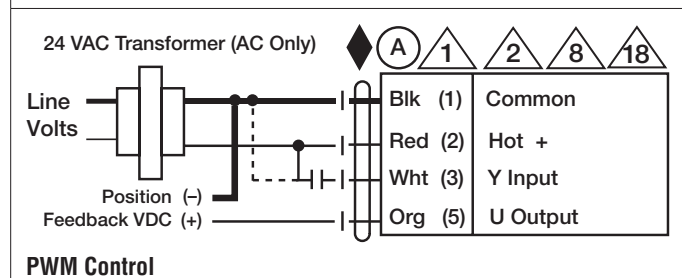 24 VAC Transformer (AC Only)
A 1 2 8 18
Line
Volts
Blk (1) Common
Red (2) Hot +
Wht (3) Y Input
Org (5) U Output
Position (–)
Feedback VDC (+)
PWM Control